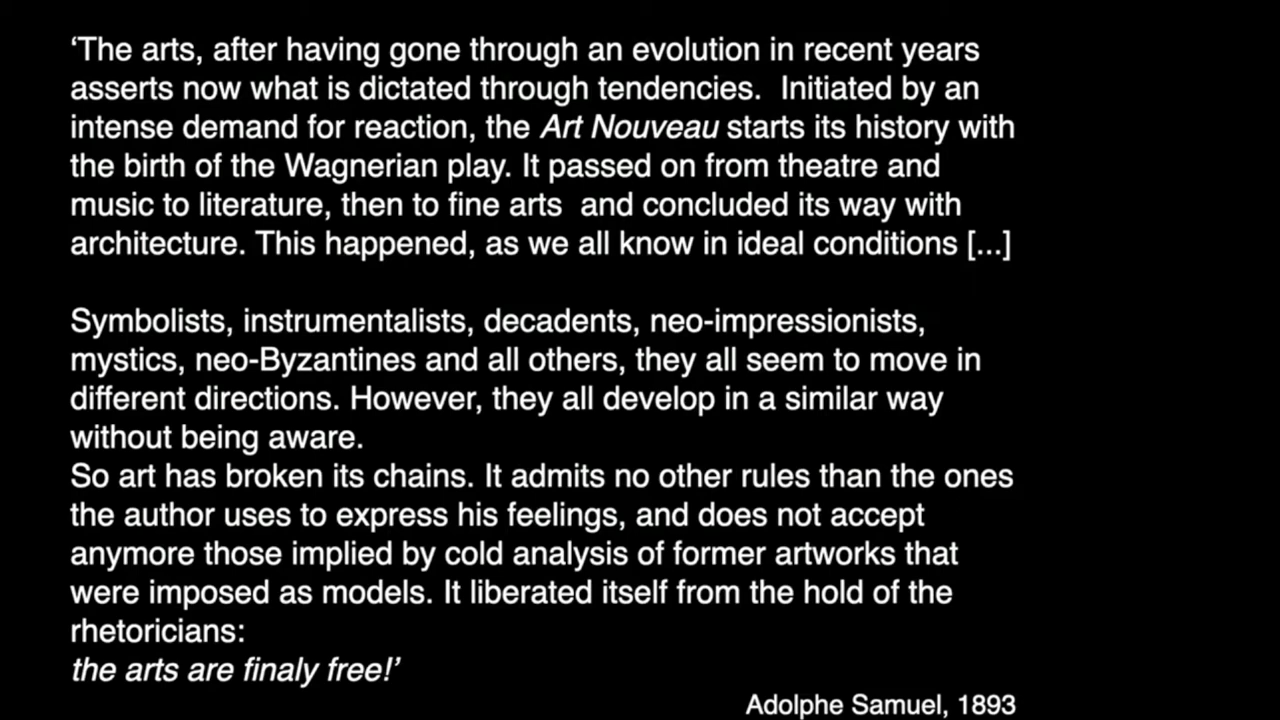 ‘The arts, after having gone through an evolution in recent years
asserts now what is dictated through tendencies.  Initiated by an
intense demand for reaction, the Art Nouveau starts its history with
the birth of the Wagnerian play. It passed on from theatre and
music to literature, then to fine arts  and concluded its way with
architecture. This happened, as we all know in ideal conditions [...]
Symbolists, instrumentalists, decadents, neo-impressionists,
mystics, neo-Byzantines and all others, they all seem to move in
different directions. However, they all develop in a similar way
without being aware.
So art has broken its chains. It admits no other rules than the ones
the author uses to express his feelings, and does not accept
anymore those implied by cold analysis of former artworks that
were imposed as models. It liberated itself from the hold of the
rhetoricians:
the arts are finaly free!’
Adolphe Samuel, 1893